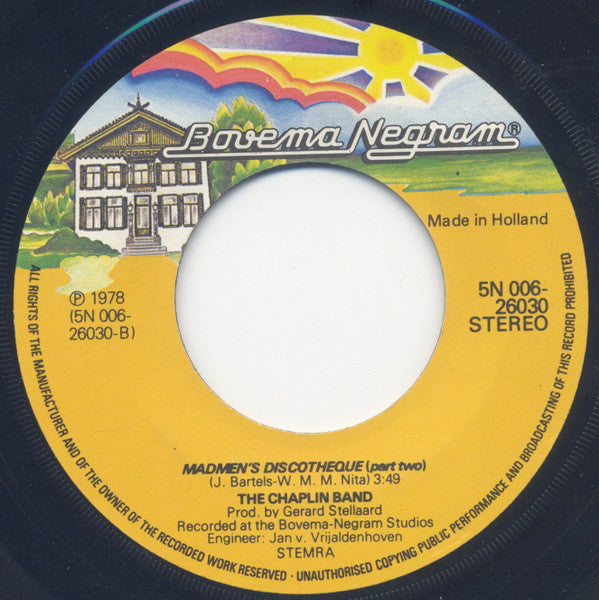 Bovema Negram®
Made in Holland
℗ 1978
(5N 006-
26030-B)
5N 006-
26030
STEREO
MADMEN'S DISCOTHEQUE (part two)
(J. Bartels-W. M. M. Nita) 3:49
THE CHAPLIN BAND
Prod. by Gerard Stellaard
Recorded at the Bovema-Negram Studios
Engineer: Jan v. Vrijaldenhoven
STEMRA
ALL RIGHTS OF THE MANUFACTURER AND OF THE OWNER OF THE RECORDED WORK RESERVED · UNAUTHORISED COPYING PUBLIC PERFORMANCE AND BROADCASTING OF THIS RECORD PROHIBITED